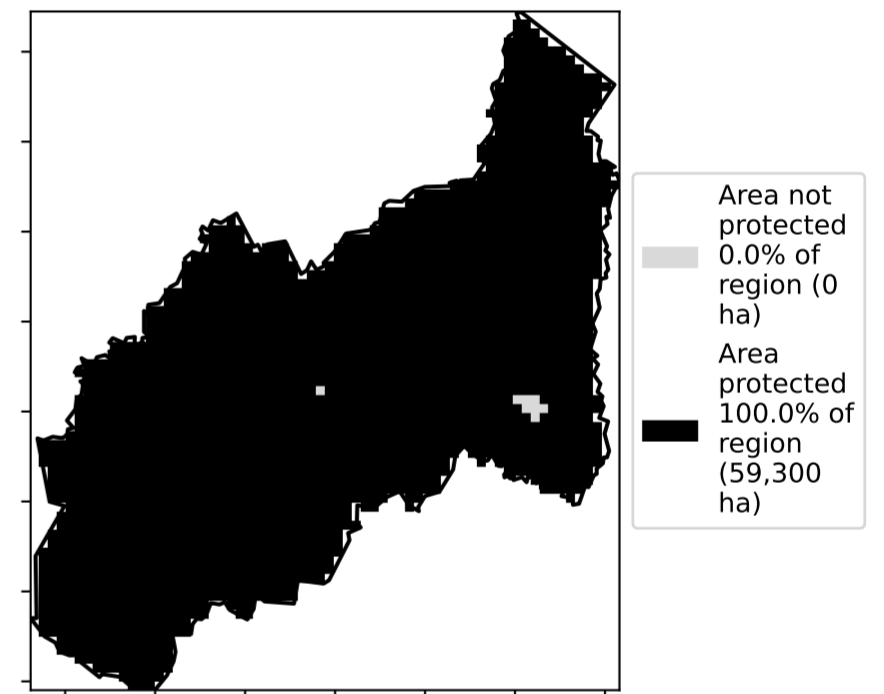 Area not
protected
0.0% of
region (0
ha)
Area
protected
100.0% of
region
(59,300
ha)